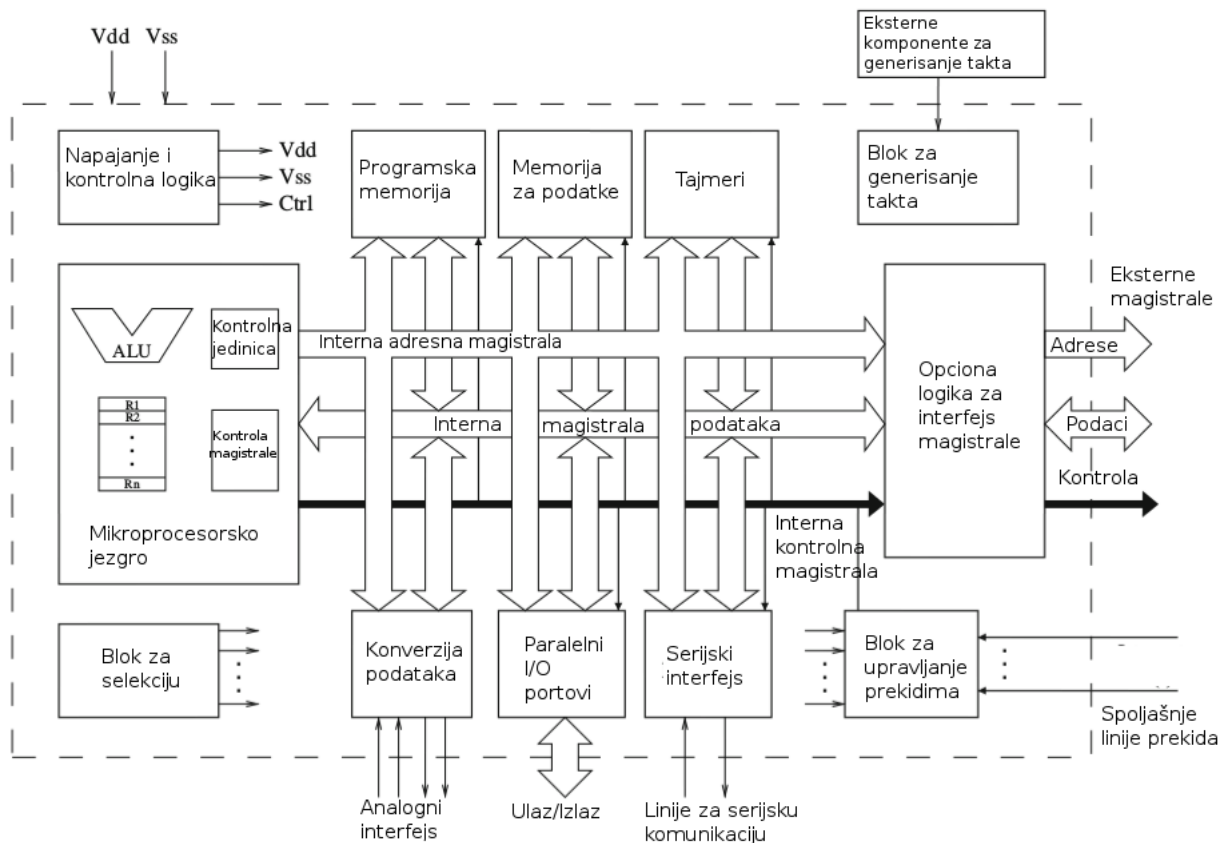 Vdd Vss
Eksterne
komponente za
generisanje takta
Napajanje i
kontrolna logika
Vdd
Vss
Ctrl
Programska
memorija
Memorija
za podatke
Tajmeri
Blok za
generisanje
takta
ALU
Kontrolna
jedinica
R1
R2
Rn
Kontrola
magistrale
Mikroprocesorsko
jezgro
Interna adresna magistrala
Interna magistrala podataka
Interna
kontrolna
magistrala
Opciona
logika za
interfejs
magistrale
Eksterne
magistrale
Adrese
Podaci
Kontrola
Blok za
selekciju
Konverzija
podataka
Paralelni
I/O
portovi
Serijski
interfejs
Blok za
upravljanje
prekidima
Spoljašnje
linije prekida
Analogni
interfejs
Ulaz/Izlaz
Linije za serijsku
komunikaciju